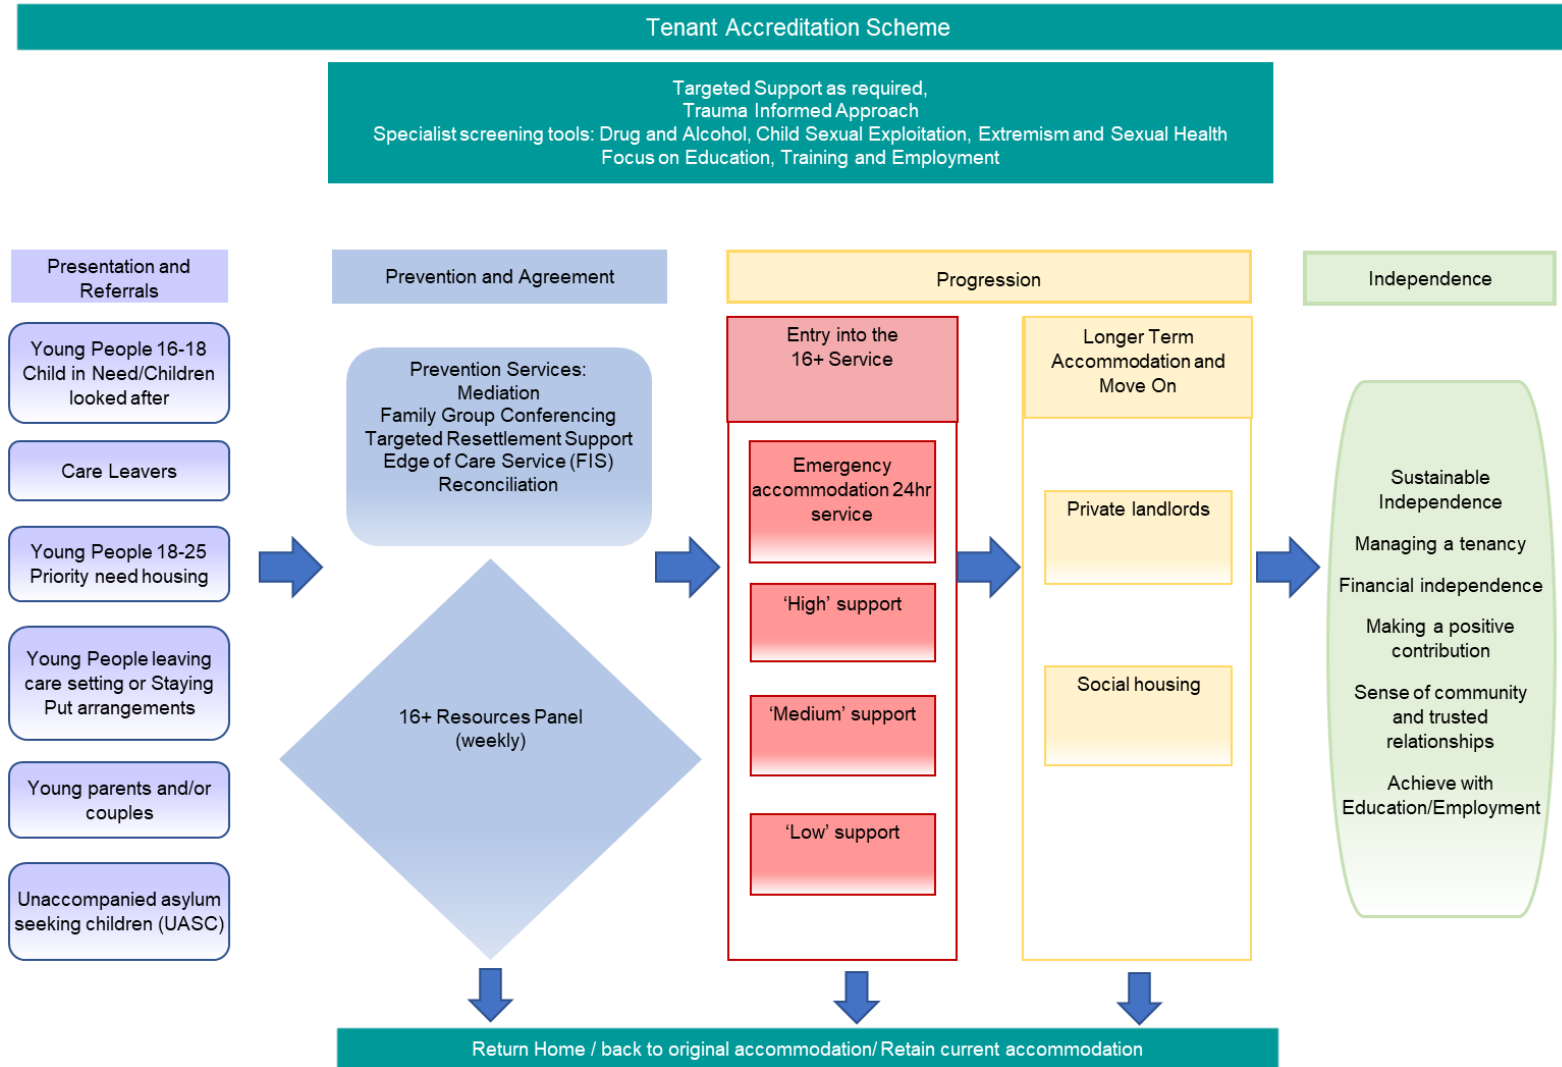 Tenant Accreditation Scheme
Targeted Support as required,
Trauma Informed Approach
Specialist screening tools: Drug and Alcohol, Child Sexual Exploitation, Extremism and Sexual Health
Focus on Education, Training and Employment
Presentation and
Referrals
Young People 16-18
Child in Need/Children
looked after
Care Leavers
Young People 18-25
Priority need housing
Young People leaving
care setting or Staying
Put arrangements
Young parents and/or
couples
Unaccompanied asylum
seeking children (UASC)
Prevention and Agreement
Prevention Services:
Mediation
Family Group Conferencing
Targeted Resettlement Support
Edge of Care Service (FIS)
Reconciliation
16+ Resources Panel
(weekly)
Progression
Entry into the
16+ Service
Emergency
accommodation 24hr
service
‘High’ support
‘Medium’ support
‘Low’ support
Longer Term
Accommodation and
Move On
Private landlords
Social housing
Independence
Sustainable
Independence
Managing a tenancy
Financial independence
Making a positive
contribution
Sense of community
and trusted
relationships
Achieve with
Education/Employment
Return Home / back to original accommodation/ Retain current accommodation